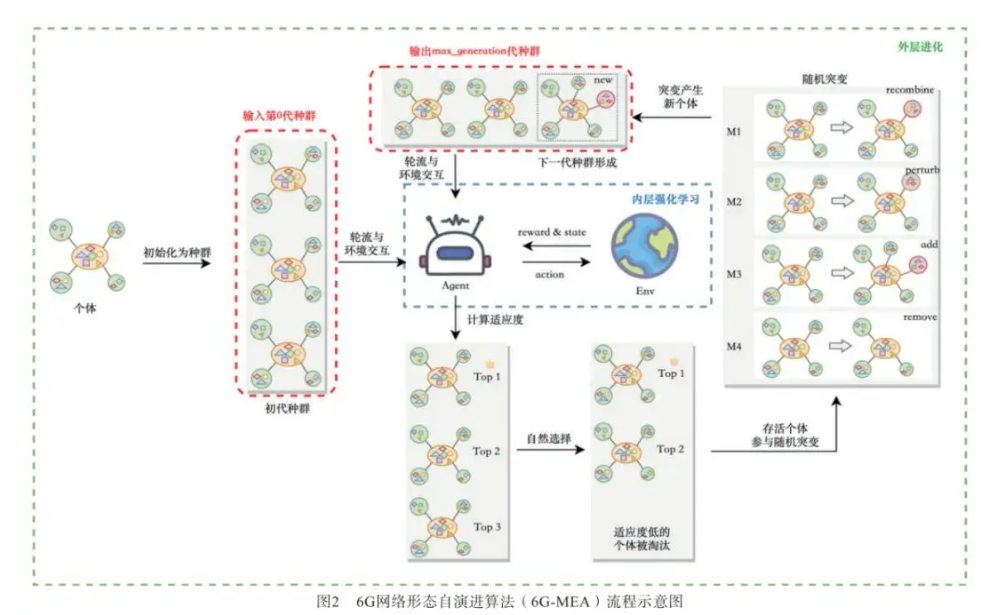 外层进化
输出max_generation代种群
new
突变产生
新个体
下一代种群形成
随机突变
recombine
M1
perturb
M2
add
M3
remove
M4
输入第0代种群
轮流与
环境交互
内层强化学习
个体
初始化为种群
初代种群
轮流与
环境交互
Agent
reward & state
action
Env
计算适应度
Top 1
Top 2
Top 3
自然选择
Top 1
Top 2
适应度低的
个体被淘汰
存活个体
参与随机突变
图2 6G网络形态自演进算法（6G-MEA）流程示意图